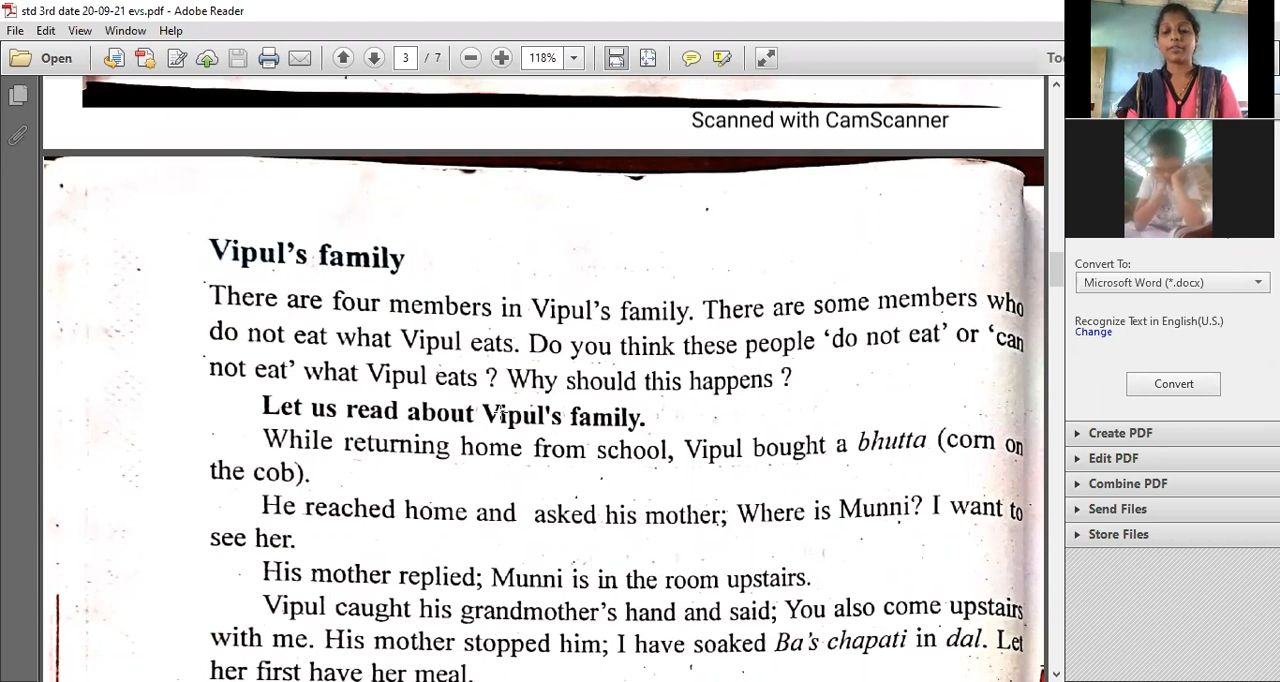 std 3rd date 20-09-21 evs.pdf - Adobe Reader
File Edit View Window Help
Open
3 / 7
118%
Scanned with CamScanner
Vipul's family
There are four members in Vipul's family. There are some members who
do not eat what Vipul eats. Do you think these people 'do not eat' or 'can
not eat' what Vipul eats ? Why should this happens ?
Let us read about Vipul's family.
While returning home from school, Vipul bought a bhutta (corn on
the cob).
He reached home and asked his mother; Where is Munni? I want to
see her.
His mother replied; Munni is in the room upstairs.
Vipul caught his grandmother's hand and said; You also come upstairs
with me. His mother stopped him; I have soaked Ba's chapati in dal. Let
her first have her meal.
Convert To:
Microsoft Word (*.docx)
Recognize Text in English(U.S.)
Change
Convert
Create PDF
Edit PDF
Combine PDF
Send Files
Store Files